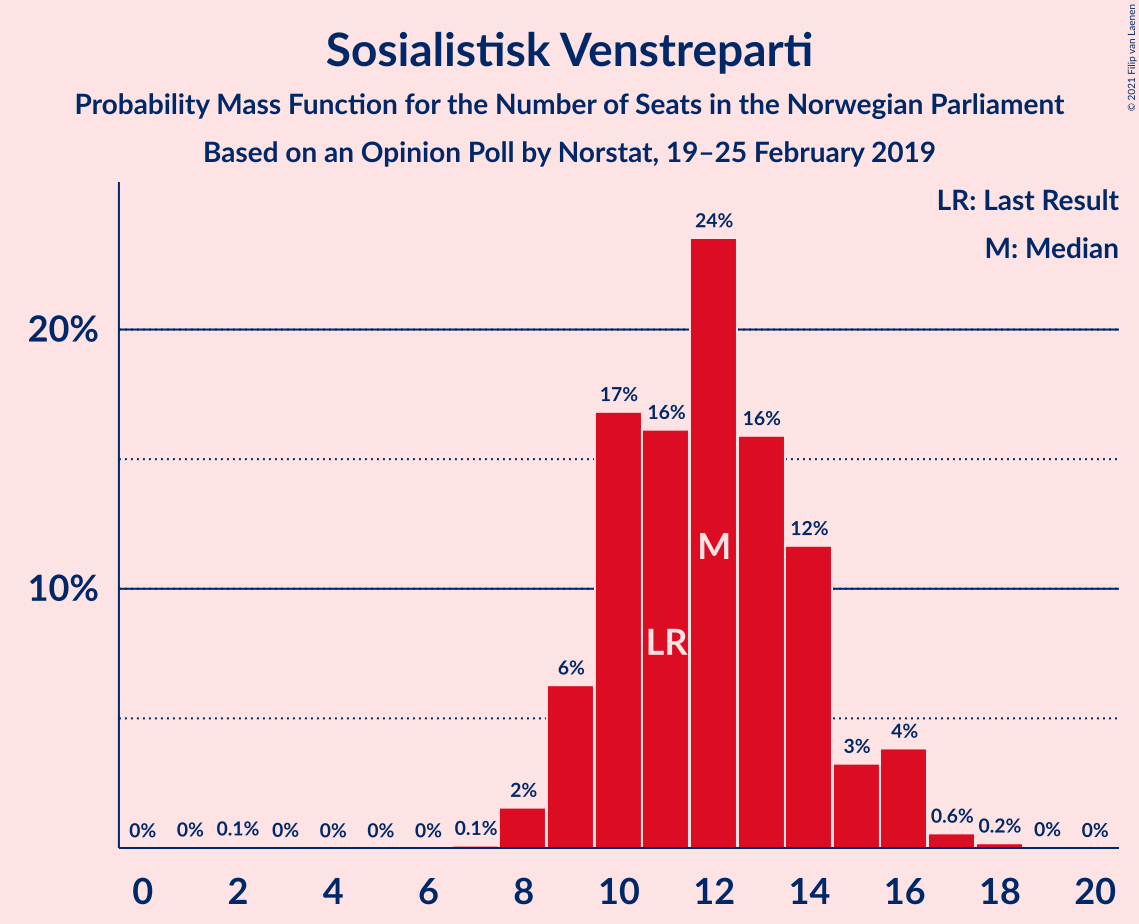 Sosialistisk Venstreparti
Probability Mass Function for the Number of Seats in the Norwegian Parliament
Based on an Opinion Poll by Norstat, 19–25 February 2019
© 2021 Filip van Laenen
LR: Last Result
M: Median
20%
10%
0% 0% 0.1% 0% 0% 0% 0% 0.1% 2% 6% 17% 16% 24% 16% 12% 3% 4% 0.6% 0.2% 0% 0%
LR
M
0 2 4 6 8 10 12 14 16 18 20